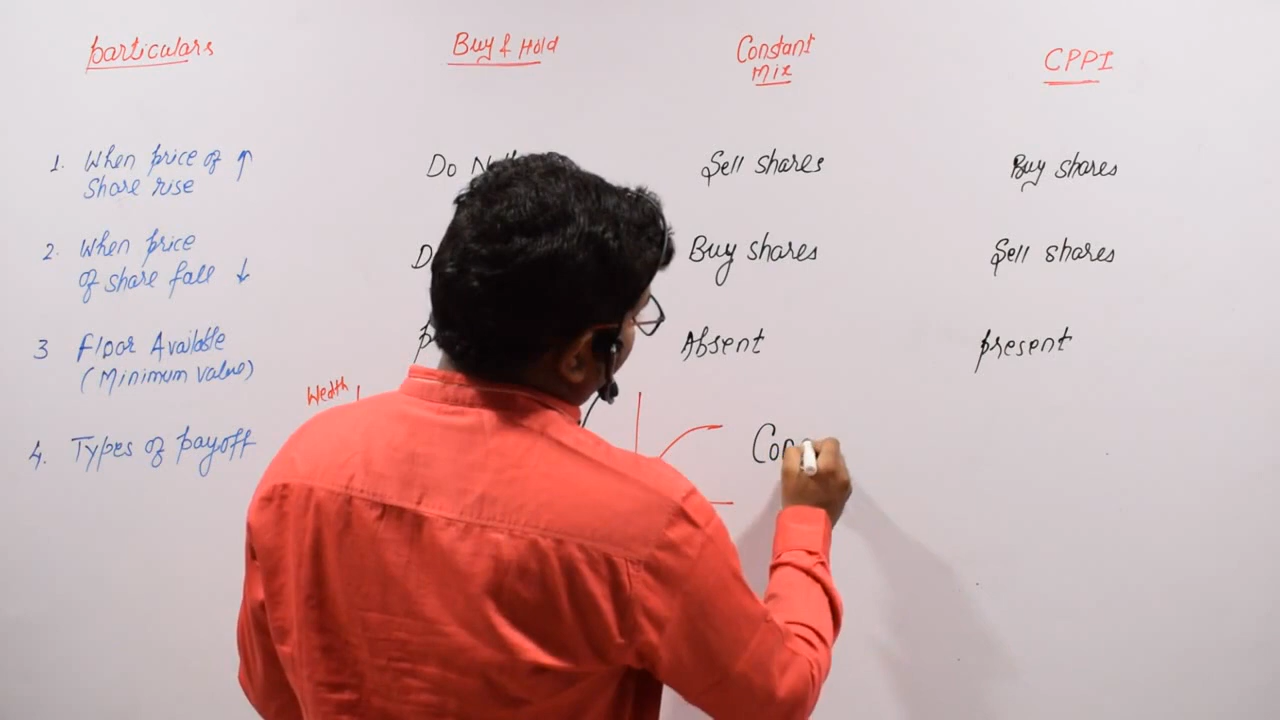 particulars
Buy & Hold
Constant
Mix
CPPI
1. When price of ↑
share rise
Do
Sell shares
Buy shares
2. When price
of share fall ↓
Buy shares
Sell shares
3 Floor Available
(Minimum value)
Absent
present
Wealth
4. Types of payoff